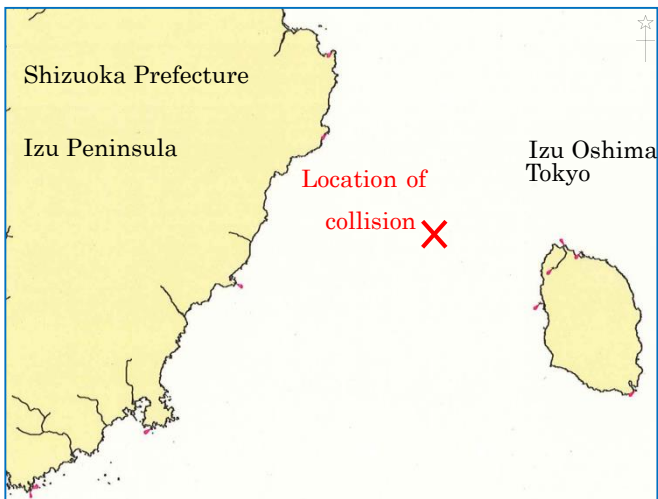 Shizuoka Prefecture
Izu Peninsula
Izu Oshima
Tokyo
Location of
collision